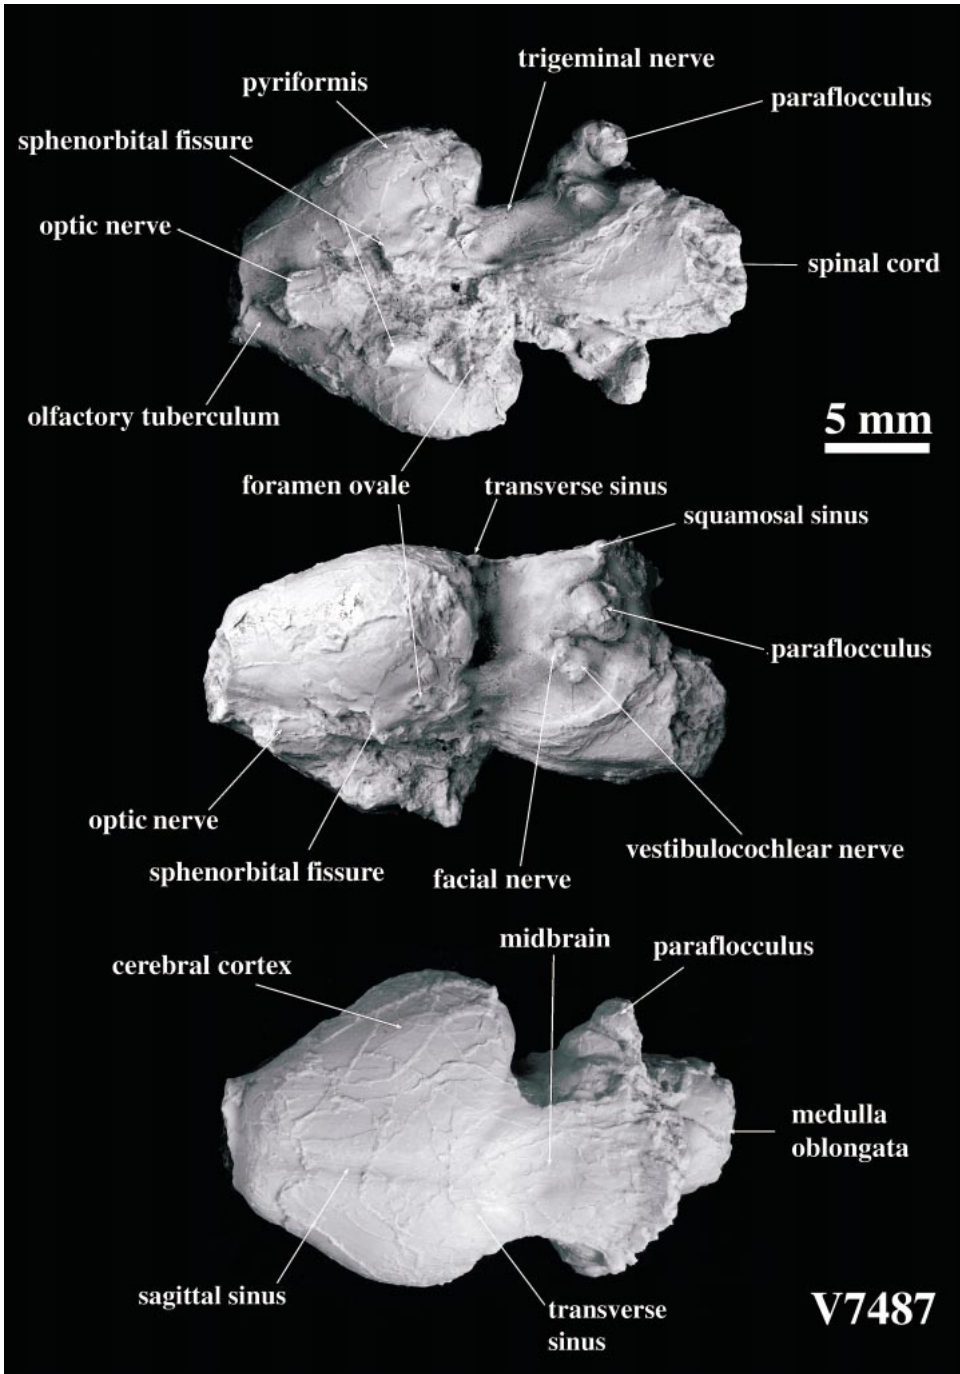 trigeminal nerve
pyriformis
paraflocculus
sphenorbital fissure
optic nerve
spinal cord
olfactory tuberculum
5 mm
foramen ovale
transverse sinus
squamosal sinus
paraflocculus
optic nerve
vestibulocochlear nerve
sphenorbital fissure
facial nerve
midbrain
paraflocculus
cerebral cortex
medulla
oblongata
sagittal sinus
transverse
sinus
V7487